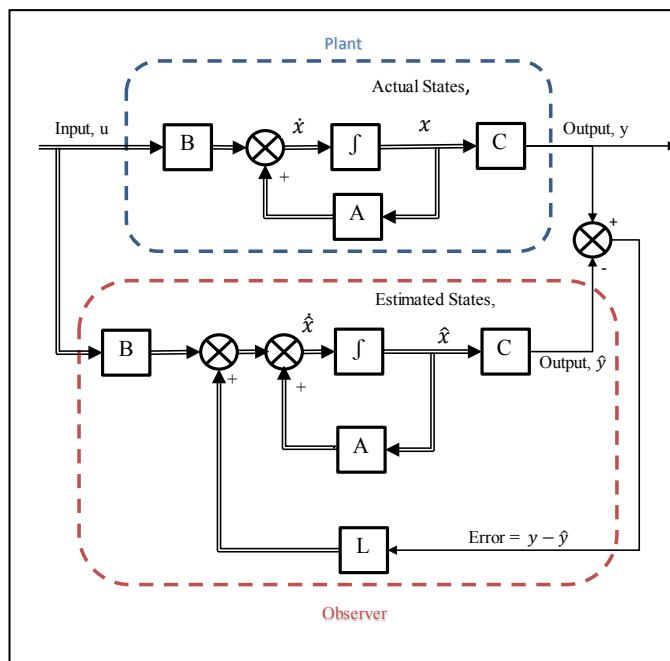 Plant
Actual States,
Input, u
B
ẋ
∫
x
C
Output, y
+
A
+
-
Estimated States,
B
x̂̇
∫
x̂
C
Output, ŷ
+
+
A
L
Error = y − ŷ
Observer